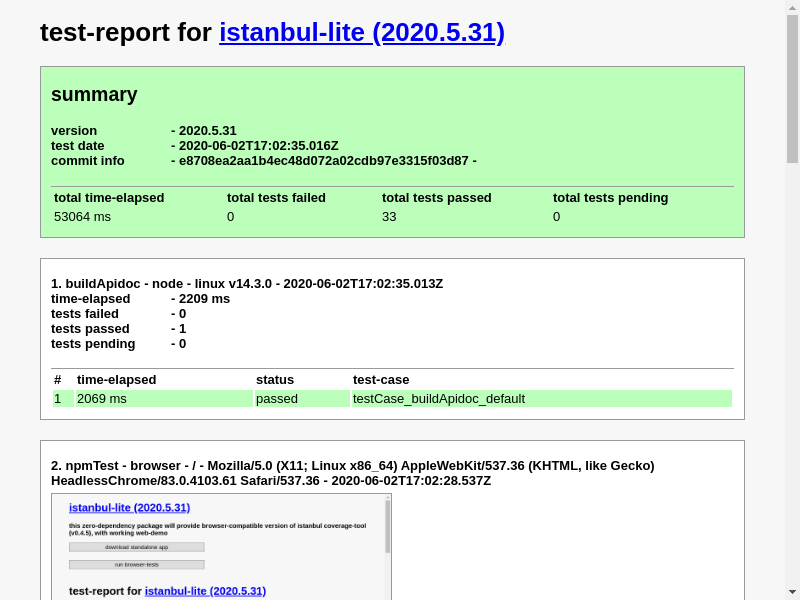 test-report for istanbul-lite (2020.5.31)
summary
version - 2020.5.31
test date - 2020-06-02T17:02:35.016Z
commit info - e8708ea2aa1b4ec48d072a02cdb97e3315f03d87 -
total time-elapsed total tests failed total tests passed total tests pending
53064 ms 0 33 0
1. buildApidoc - node - linux v14.3.0 - 2020-06-02T17:02:35.013Z
time-elapsed - 2209 ms
tests failed - 0
tests passed - 1
tests pending - 0
# time-elapsed status test-case
1 2069 ms passed testCase_buildApidoc_default
2. npmTest - browser - / - Mozilla/5.0 (X11; Linux x86_64) AppleWebKit/537.36 (KHTML, like Gecko)
HeadlessChrome/83.0.4103.61 Safari/537.36 - 2020-06-02T17:02:28.537Z
istanbul-lite (2020.5.31)
this zero-dependency package will provide browser-compatible version of istanbul coverage-tool
(v0.4.5), with working web-demo
download standalone app
run browser-tests
test-report for istanbul-lite (2020.5.31)